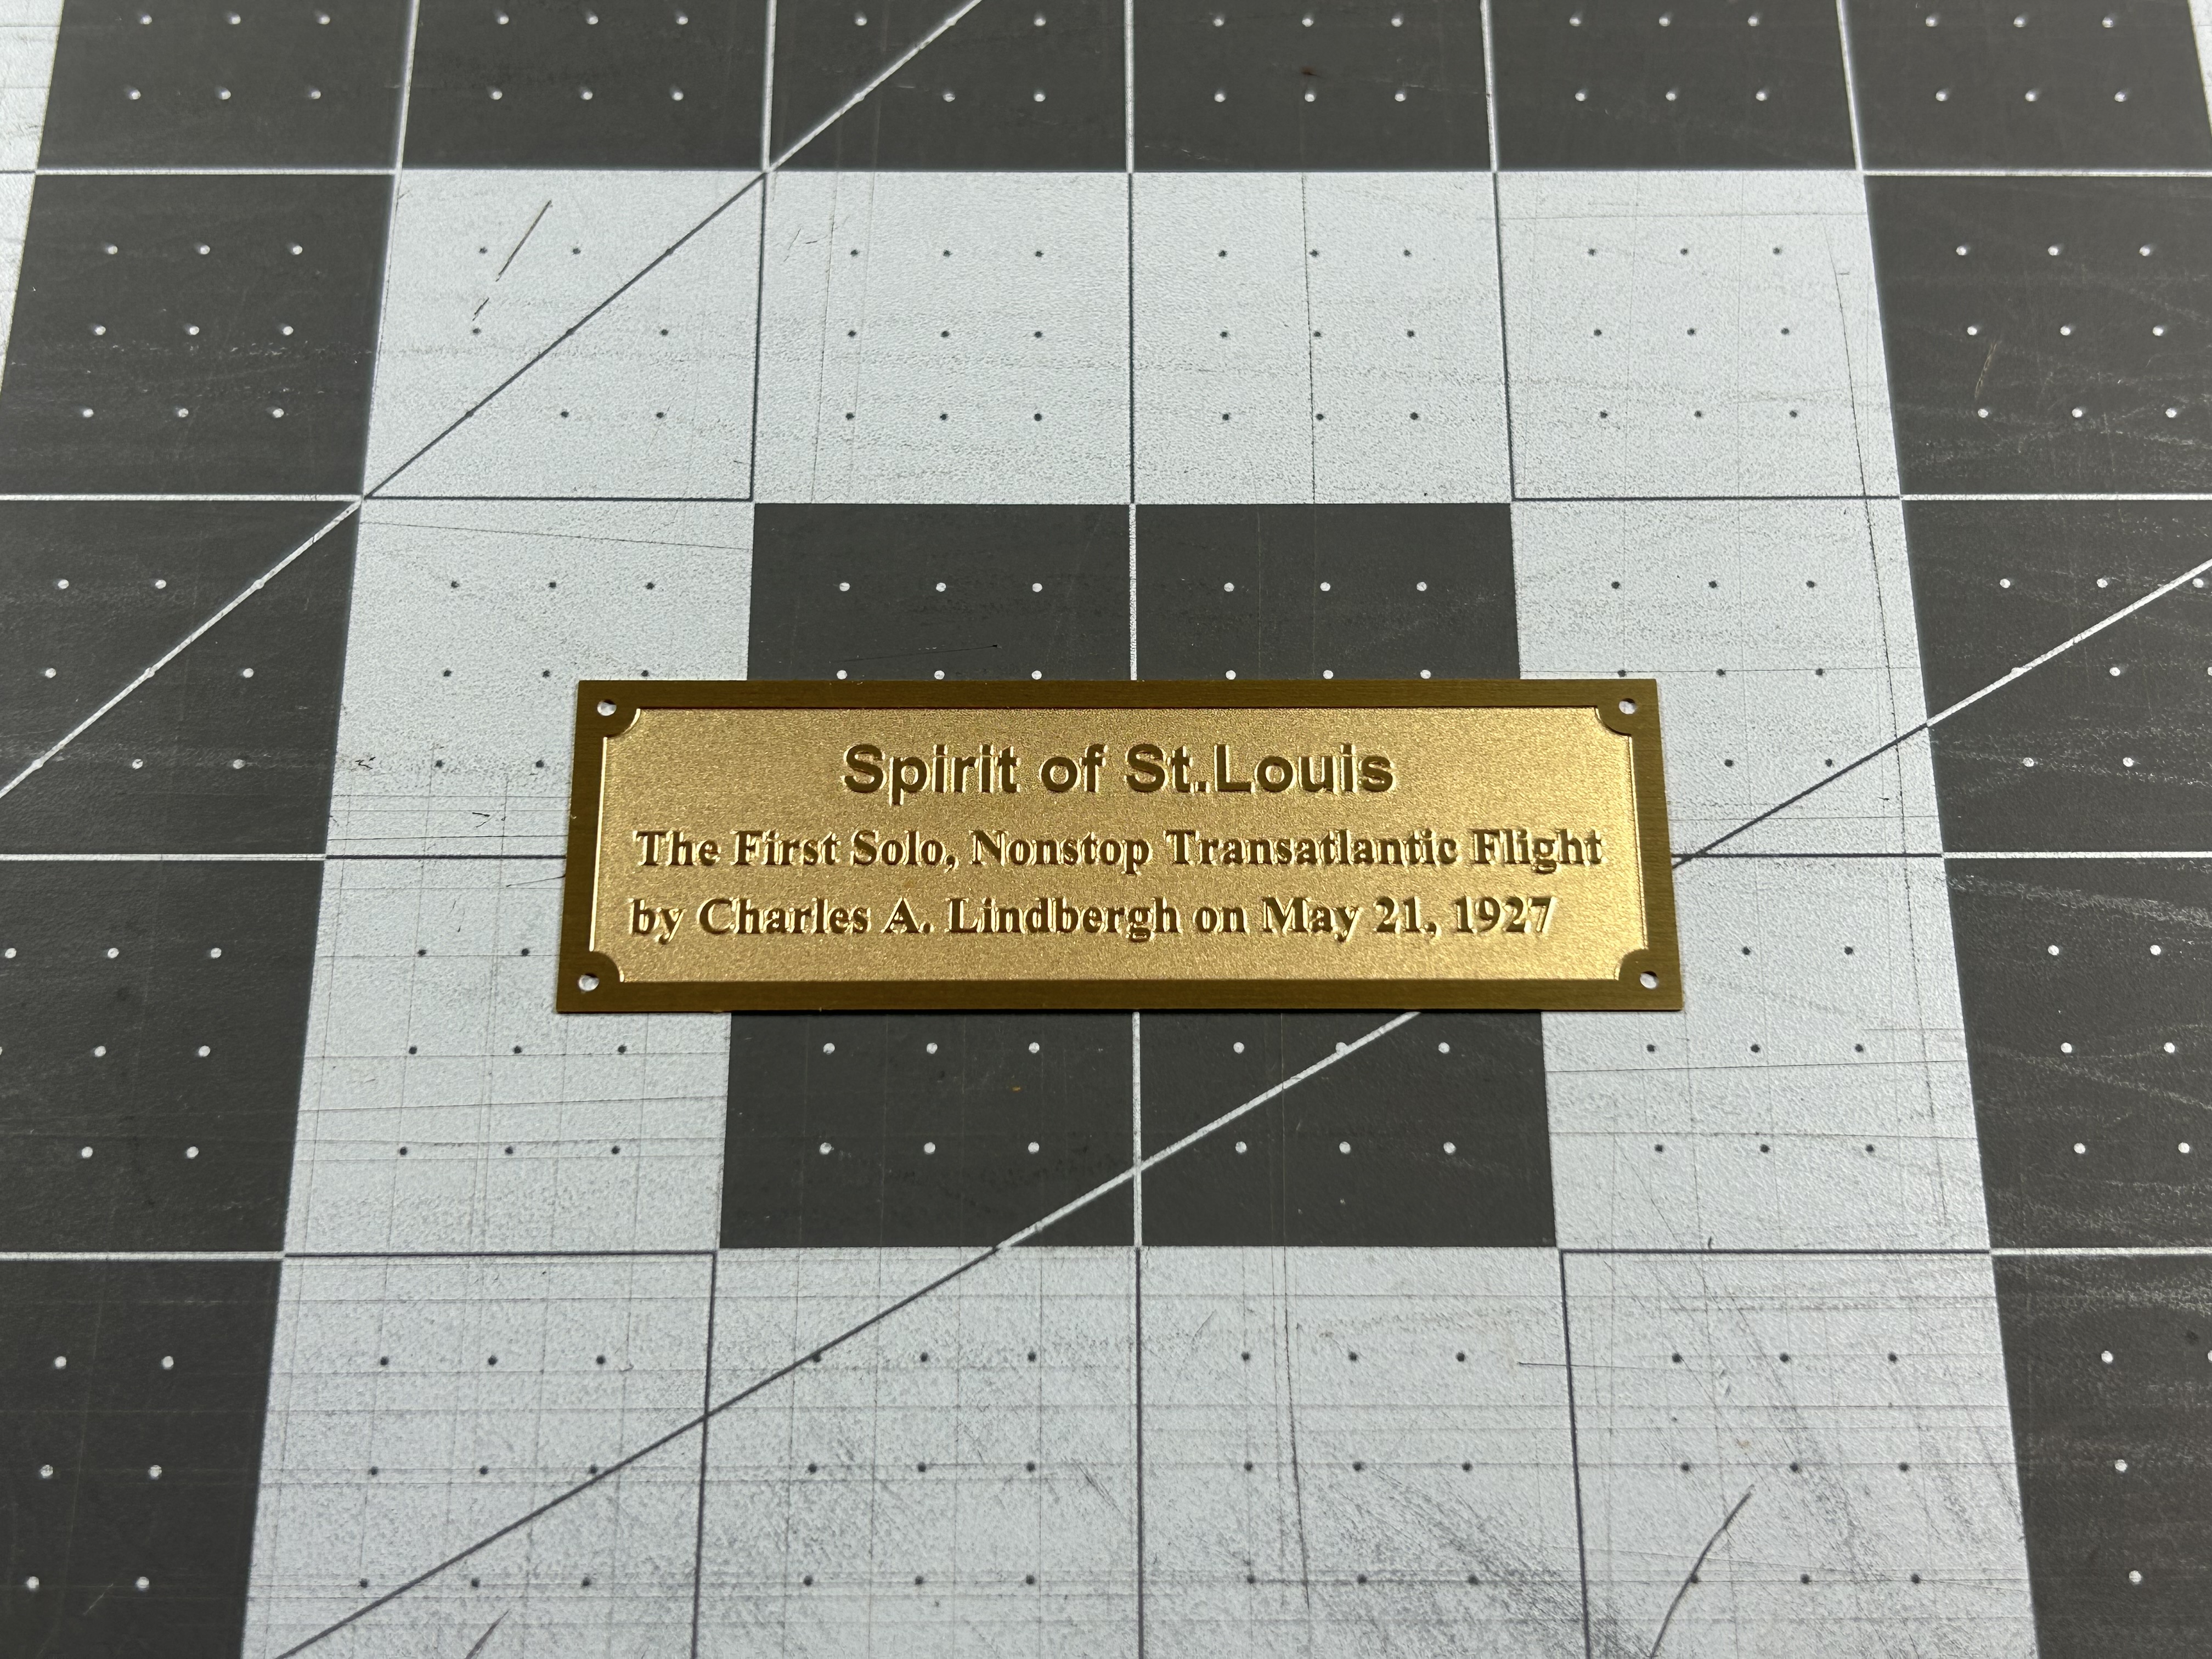 Spirit of St.Louis
The First Solo, Nonstop Transatlantic Flight
by Charles A. Lindbergh on May 21, 1927